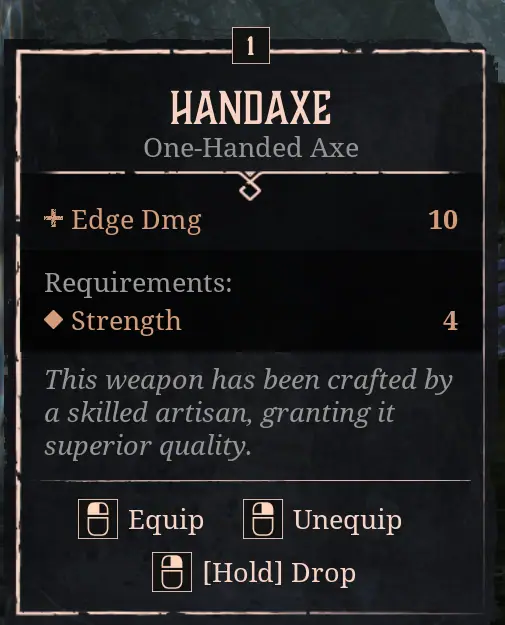 1
HANDAXE
One-Handed Axe
Edge Dmg 10
Requirements:
Strength 4
This weapon has been crafted by
a skilled artisan, granting it
superior quality.
Equip Unequip
[Hold] Drop